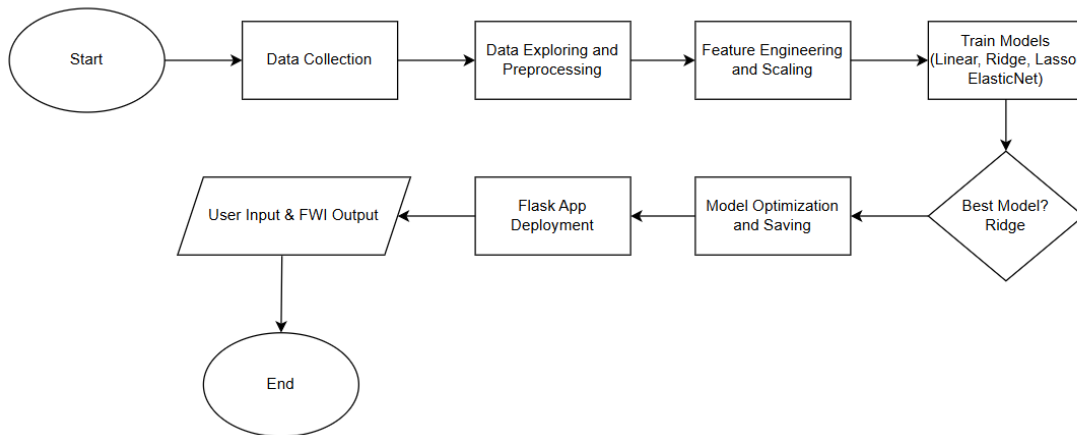 Start
Data Collection
Data Exploring and
Preprocessing
Feature Engineering
and Scaling
Train Models
(Linear, Ridge, Lasso
ElasticNet)
Best Model?
Ridge
Model Optimization
and Saving
Flask App
Deployment
User Input & FWI Output
End